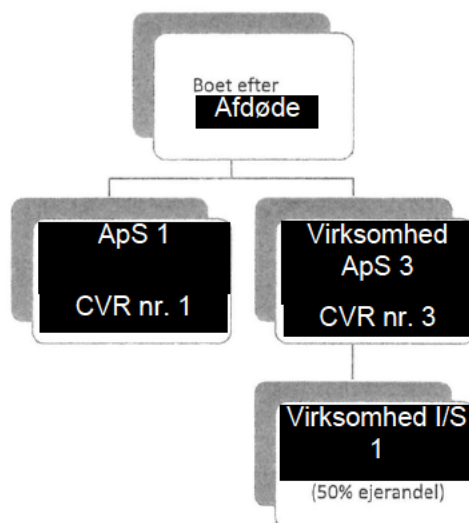 Boet efter
Afdøde
ApS 1
CVR nr. 1
Virksomhed
ApS 3
CVR nr. 3
Virksomhed I/S
1
(50% ejerandel)